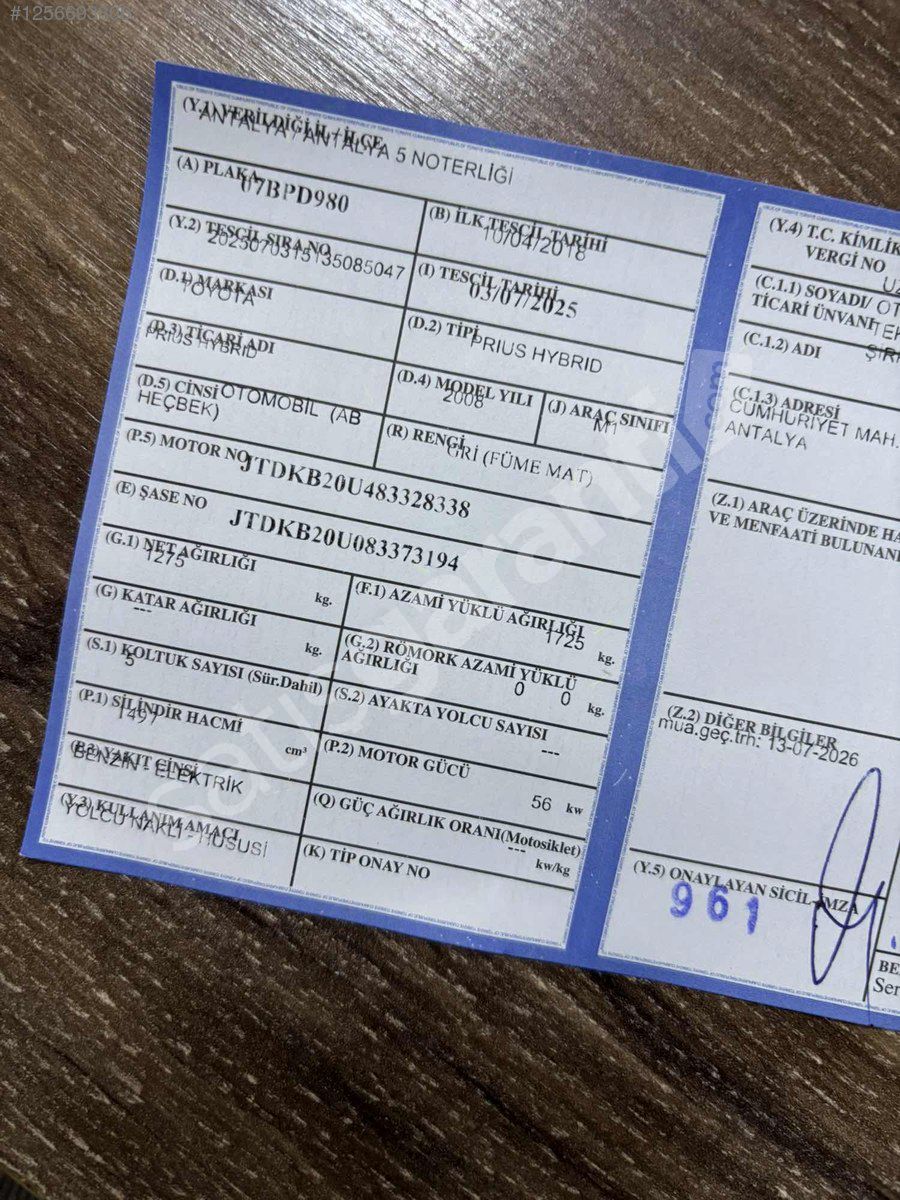 (Y.1) VERİLDİĞİ İL - İLÇE
ANTALYA / ANTALYA 5 NOTERLİĞİ
(A) PLAKA
07BPD980
(B) İLK TESCİL TARİHİ
10/04/2018
(Y.2) TESCİL SIRA NO
2025070315135085047
(I) TESCİL TARİHİ
03/07/2025
(D.1) MARKASI
TOYOTA
(D.2) TİPİ
PRIUS HYBRID
(D.3) TİCARİ ADI
PRIUS HYBRID
(D.4) MODEL YILI
2008
(J) ARAÇ SINIFI
M1
(D.5) CİNSİ OTOMOBİL (AB
HEÇBEK)
(R) RENGİ
GRİ (FÜME MAT)
(P.5) MOTOR NO
JTDKB20U483328338
(E) ŞASE NO
JTDKB20U083373194
(G.1) NET AĞIRLIĞI
1275
kg.
(F.1) AZAMİ YÜKLÜ AĞIRLIĞI
1725
kg.
(G) KATAR AĞIRLIĞI
---
kg.
(G.2) RÖMORK AZAMİ YÜKLÜ
AĞIRLIĞI
0 0 kg.
(S.1) KOLTUK SAYISI (Sür.Dahil)
5
(S.2) AYAKTA YOLCU SAYISI
---
(P.1) SİLİNDİR HACMİ
1497
cm³
(P.2) MOTOR GÜCÜ
56 kw
(P.3) YAKIT CİNSİ
BENZİN - ELEKTRİK
(Q) GÜÇ AĞIRLIK ORANI(Motosiklet)
---
kw/kg
(Y.3) KULLANIM AMACI
YOLCU NAKLİ - HUSUSİ
(K) TİP ONAY NO
(Y.4) T.C. KİMLİK
VERGİ NO
(C.1.1) SOYADI/
TİCARİ ÜNVANI
(C.1.2) ADI
(C.1.3) ADRESİ
CUMHURİYET MAH.
ANTALYA
(Z.1) ARAÇ ÜZERİNDE HA
VE MENFAATİ BULUNAN
(Z.2) DİĞER BİLGİLER
mua.geç.trh: 13-07-2026
(Y.5) ONAYLAYAN SİCİL - İMZA
961